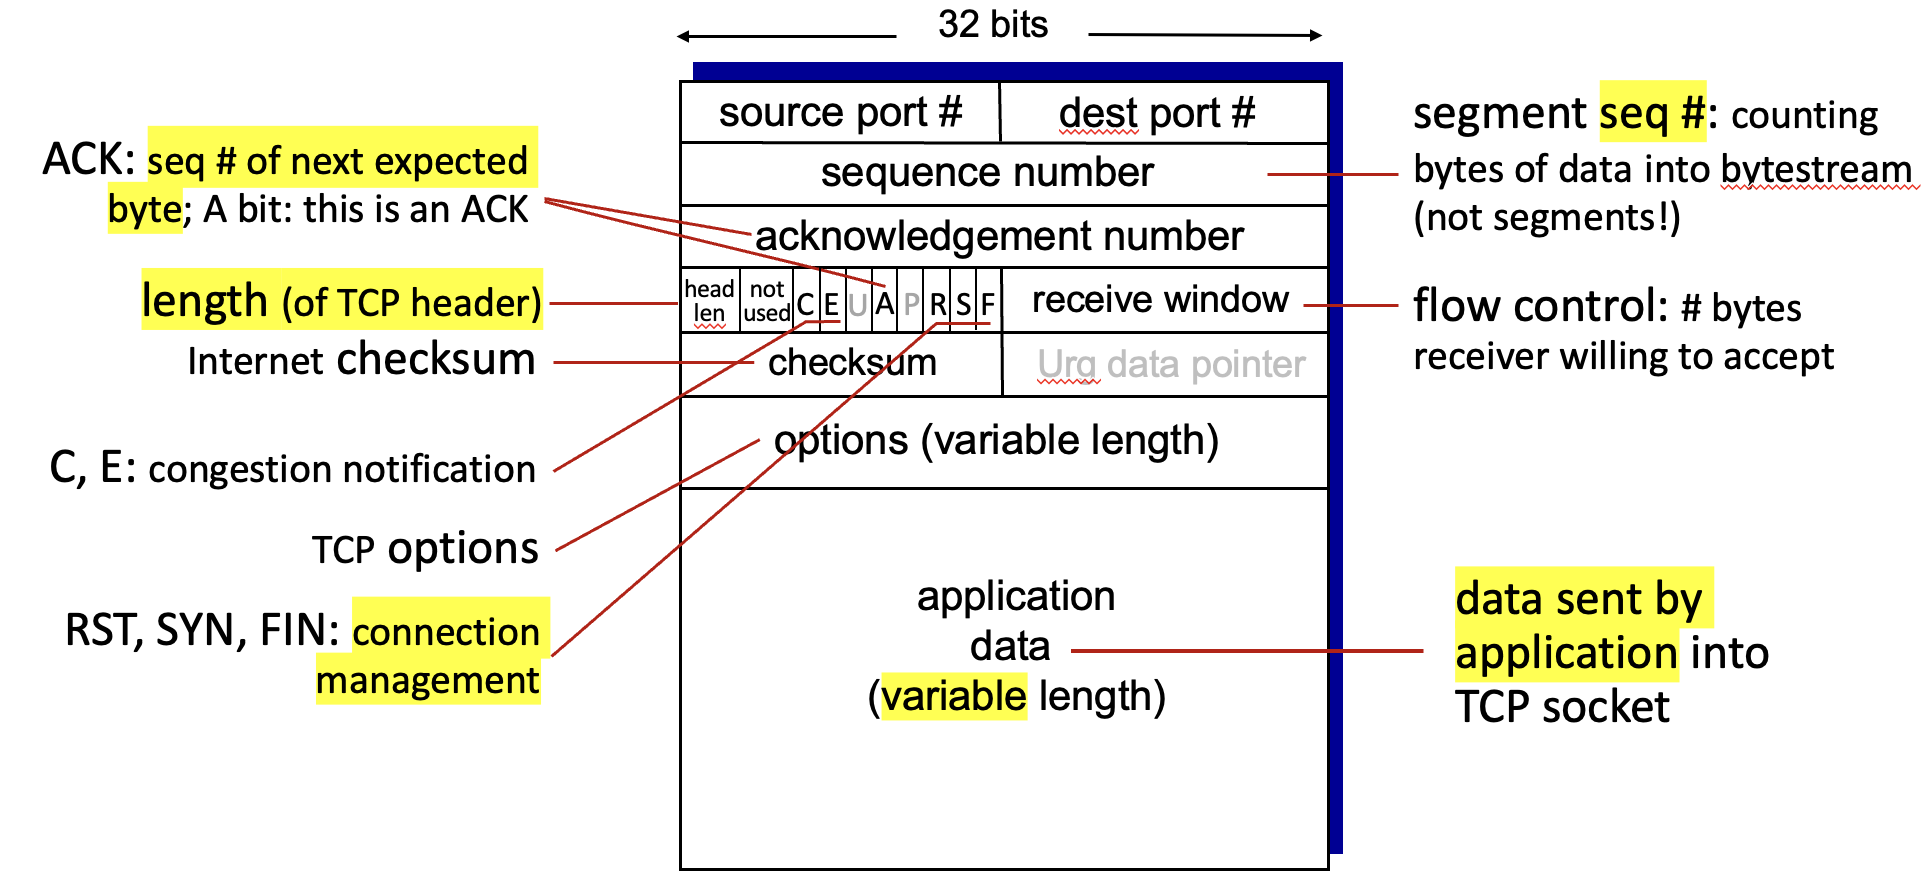 32 bits
source port #
dest port #
sequence number
acknowledgement number
head
len
not
used
C
E
U
A
P
R
S
F
receive window
checksum
Urg data pointer
options (variable length)
application
data
(variable length)
ACK: seq # of next expected
byte; A bit: this is an ACK
length (of TCP header)
Internet checksum
C, E: congestion notification
TCP options
RST, SYN, FIN: connection
management
segment seq #: counting
bytes of data into bytestream
(not segments!)
flow control: # bytes
receiver willing to accept
data sent by
application into
TCP socket